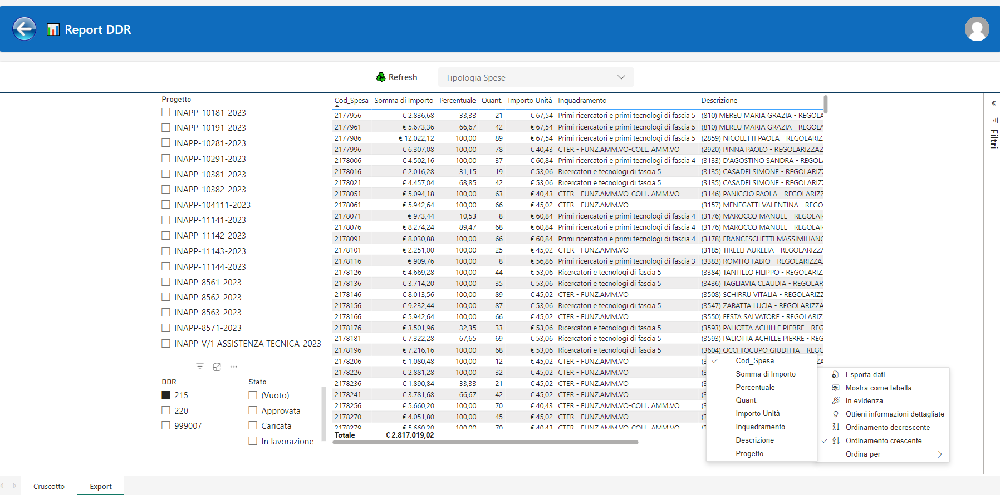 Report DDR
Refresh
Tipologia Spese
Progetto
INAPP-10181-2023
INAPP-10191-2023
INAPP-10281-2023
INAPP-10291-2023
INAPP-10381-2023
INAPP-10382-2023
INAPP-104111-2023
INAPP-11141-2023
INAPP-11142-2023
INAPP-11143-2023
INAPP-11144-2023
INAPP-8561-2023
INAPP-8562-2023
INAPP-8563-2023
INAPP-8571-2023
INAPP-V/1 ASSISTENZA TECNICA-2023
DDR
215
220
999007
Stato
(Vuoto)
Approvata
Caricata
In lavorazione
Cod_Spesa Somma di Importo Percentuale Quant. Importo Unità Inquadramento Descrizione
2177956 € 2.836,68 33,33 21 € 67,54 Primi ricercatori e primi tecnologi di fascia 5 (810) MEREU MARIA GRAZIA - REGOLA
2177961 € 5.673,36 66,67 42 € 67,54 Primi ricercatori e primi tecnologi di fascia 5 (810) MEREU MARIA GRAZIA - REGOLA
2177986 € 12.022,12 100,00 89 € 67,54 Primi ricercatori e primi tecnologi di fascia 5 (2859) NICOLETTI PAOLA - REGOLARIZ
2177996 € 6.307,08 100,00 78 € 40,43 CTER - FUNZ.AMM.VO-COLL. AMM.VO (2920) PINNA PAOLO - REGOLARIZZAZ
2178006 € 4.502,16 100,00 37 € 60,84 Primi ricercatori e primi tecnologi di fascia 4 (3133) D'AGOSTINO SANDRA - REGOL
2178016 € 2.016,28 31,15 19 € 53,06 Ricercatori e tecnologi di fascia 5 (3135) CASADEI SIMONE - REGOLARIZZ
2178021 € 4.457,04 68,85 42 € 53,06 Ricercatori e tecnologi di fascia 5 (3135) CASADEI SIMONE - REGOLARIZZ
2178051 € 5.094,18 100,00 63 € 40,43 CTER - FUNZ.AMM.VO-COLL. AMM.VO (3146) PANICCIO PAOLA - REGOLARIZZ
2178061 € 5.942,64 100,00 66 € 45,02 CTER - FUNZ.AMM.VO (3157) MENEGATTI VALENTINA - REGO
2178071 € 973,44 10,53 8 € 60,84 Primi ricercatori e primi tecnologi di fascia 4 (3176) MAROCCO MANUEL - REGOLAR
2178076 € 8.274,24 89,47 68 € 60,84 Primi ricercatori e primi tecnologi di fascia 4 (3176) MAROCCO MANUEL - REGOLAR
2178091 € 8.030,88 100,00 66 € 60,84 Primi ricercatori e primi tecnologi di fascia 4 (3178) FRANCESCHETTI MASSIMILIANO
2178101 € 2.251,00 100,00 25 € 45,02 CTER - FUNZ.AMM.VO (3185) TIRELLI AURELIA - REGOLARIZZ
2178116 € 909,76 100,00 8 € 56,86 Primi ricercatori e primi tecnologi di fascia 3 (3383) ROMITO FABIO - REGOLARIZZAZ
2178126 € 4.669,28 100,00 44 € 53,06 Ricercatori e tecnologi di fascia 5 (3384) TANTILLO FILIPPO - REGOLARIZ
2178136 € 3.714,20 100,00 35 € 53,06 Ricercatori e tecnologi di fascia 5 (3436) TAGLIAVIA CLAUDIA - REGOLAR
2178146 € 8.013,56 100,00 89 € 45,02 CTER - FUNZ.AMM.VO (3508) SCHIRRU VITALIA - REGOLARIZZ
2178156 € 9.232,44 100,00 87 € 53,06 Ricercatori e tecnologi di fascia 5 (3547) ZABATTA LUCIA - REGOLARIZZA
2178166 € 5.942,64 100,00 66 € 45,02 CTER - FUNZ.AMM.VO (3550) FESTA SALVATORE - REGOLARIZ
2178176 € 3.501,96 32,35 33 € 53,06 Ricercatori e tecnologi di fascia 5 (3593) PALIOTTA ACHILLE PIERRE - REG
2178181 € 7.322,28 67,65 69 € 53,06 Ricercatori e tecnologi di fascia 5 (3593) PALIOTTA ACHILLE PIERRE - REG
2178196 € 7.216,16 100,00 68 € 53,06 Ricercatori e tecnologi di fascia 5 (3604) OCCHIOCUPO GIUDITTA - REGO
2178206 € 1.080,48 100,00 12 € 45,02 CTER - FUNZ.AMM.VO
2178226 € 2.881,28 100,00 32 € 45,02 CTER - FUNZ.AMM.VO
2178236 € 1.890,84 33,33 21 € 45,02 CTER - FUNZ.AMM.VO
2178241 € 3.781,68 66,67 42 € 45,02 CTER - FUNZ.AMM.VO
2178256 € 5.660,20 100,00 70 € 40,43 CTER - FUNZ.AMM.VO-COLL. AMM.VO
2178270 € 4.051,80 100,00 45 € 45,02 CTER - FUNZ.AMM.VO
2178279 € 5.660,20 100,00 70 € 40,43 CTER - FUNZ.AMM.VO-COLL. AMM.VO
Totale € 2.817.019,02
Cod_Spesa
Somma di Importo
Percentuale
Quant.
Importo Unità
Inquadramento
Descrizione
Progetto
Esporta dati
Mostra come tabella
In evidenza
Ottieni informazioni dettagliate
Ordinamento decrescente
Ordinamento crescente
Ordina per
Filtri
Cruscotto
Export